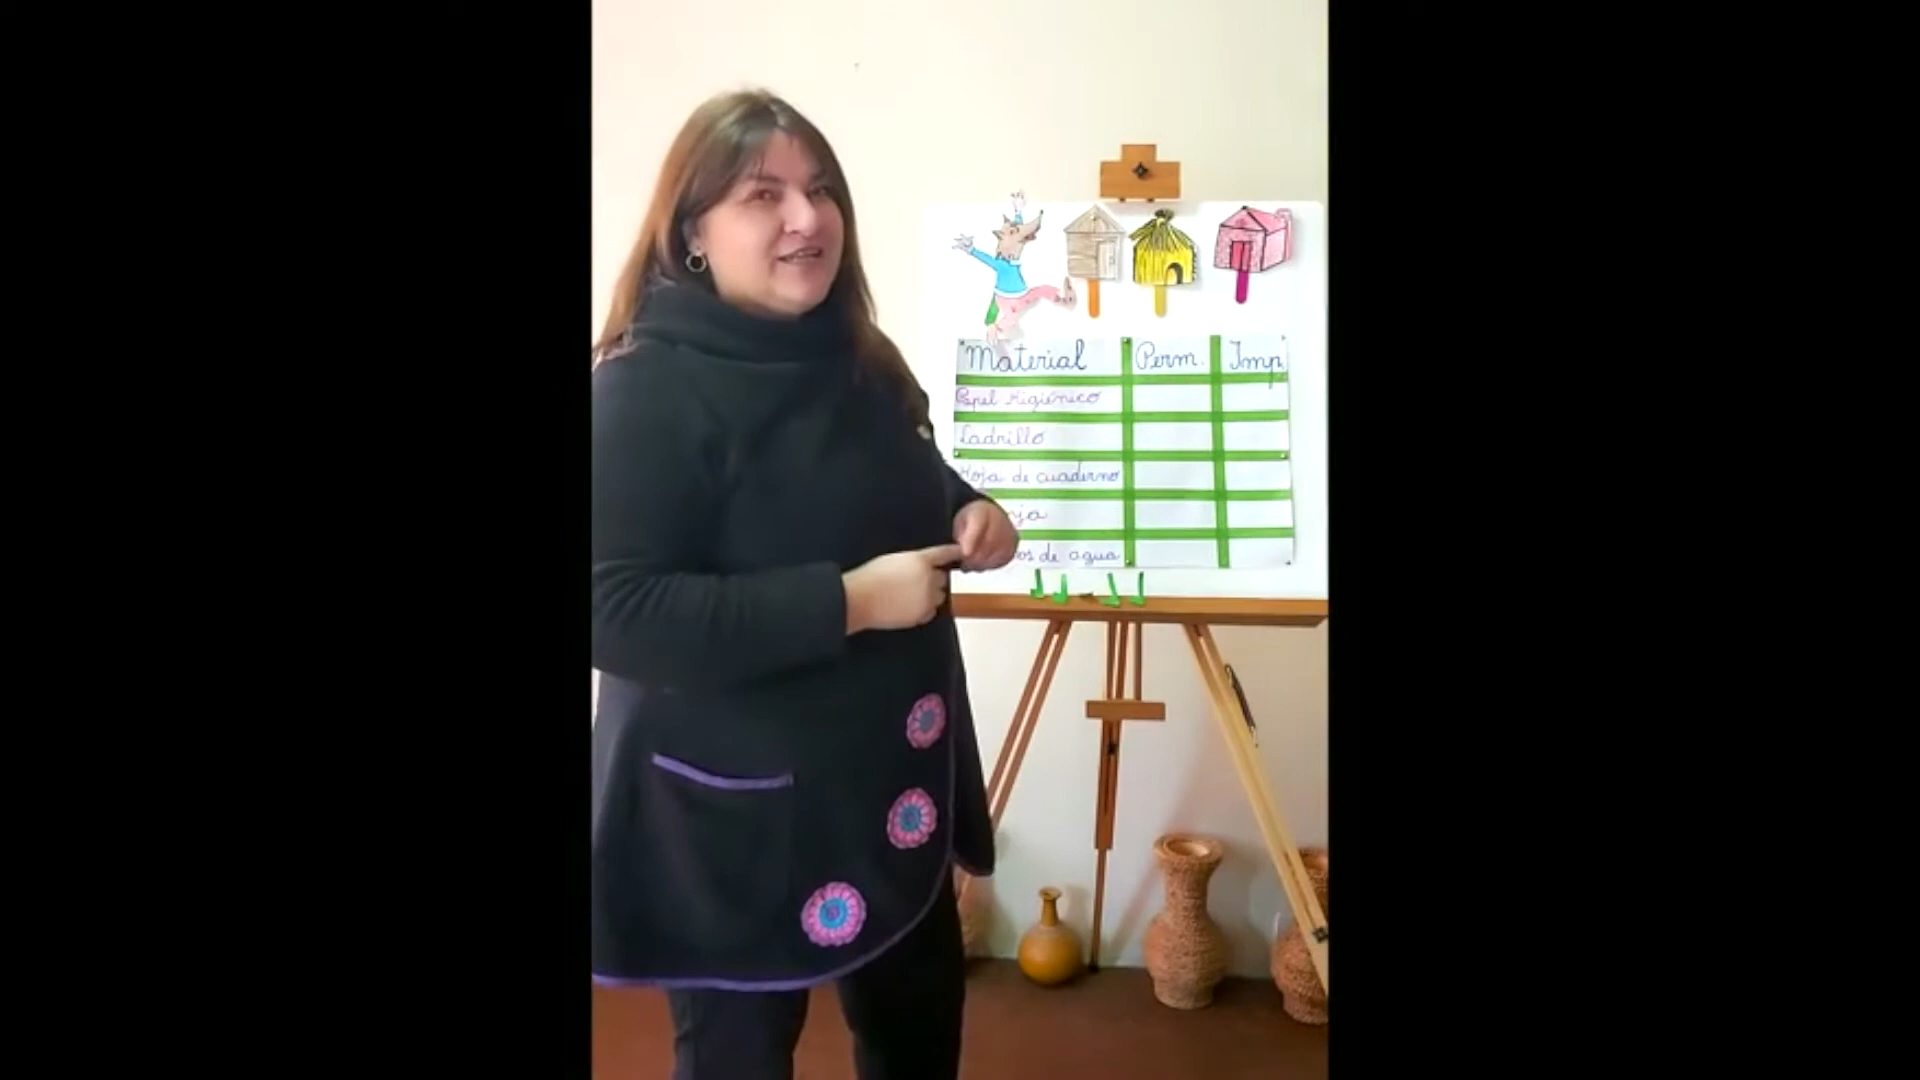 Material Perm. Imp.
Papel Higiénico
Ladrillo
Hoja de cuaderno
de agua